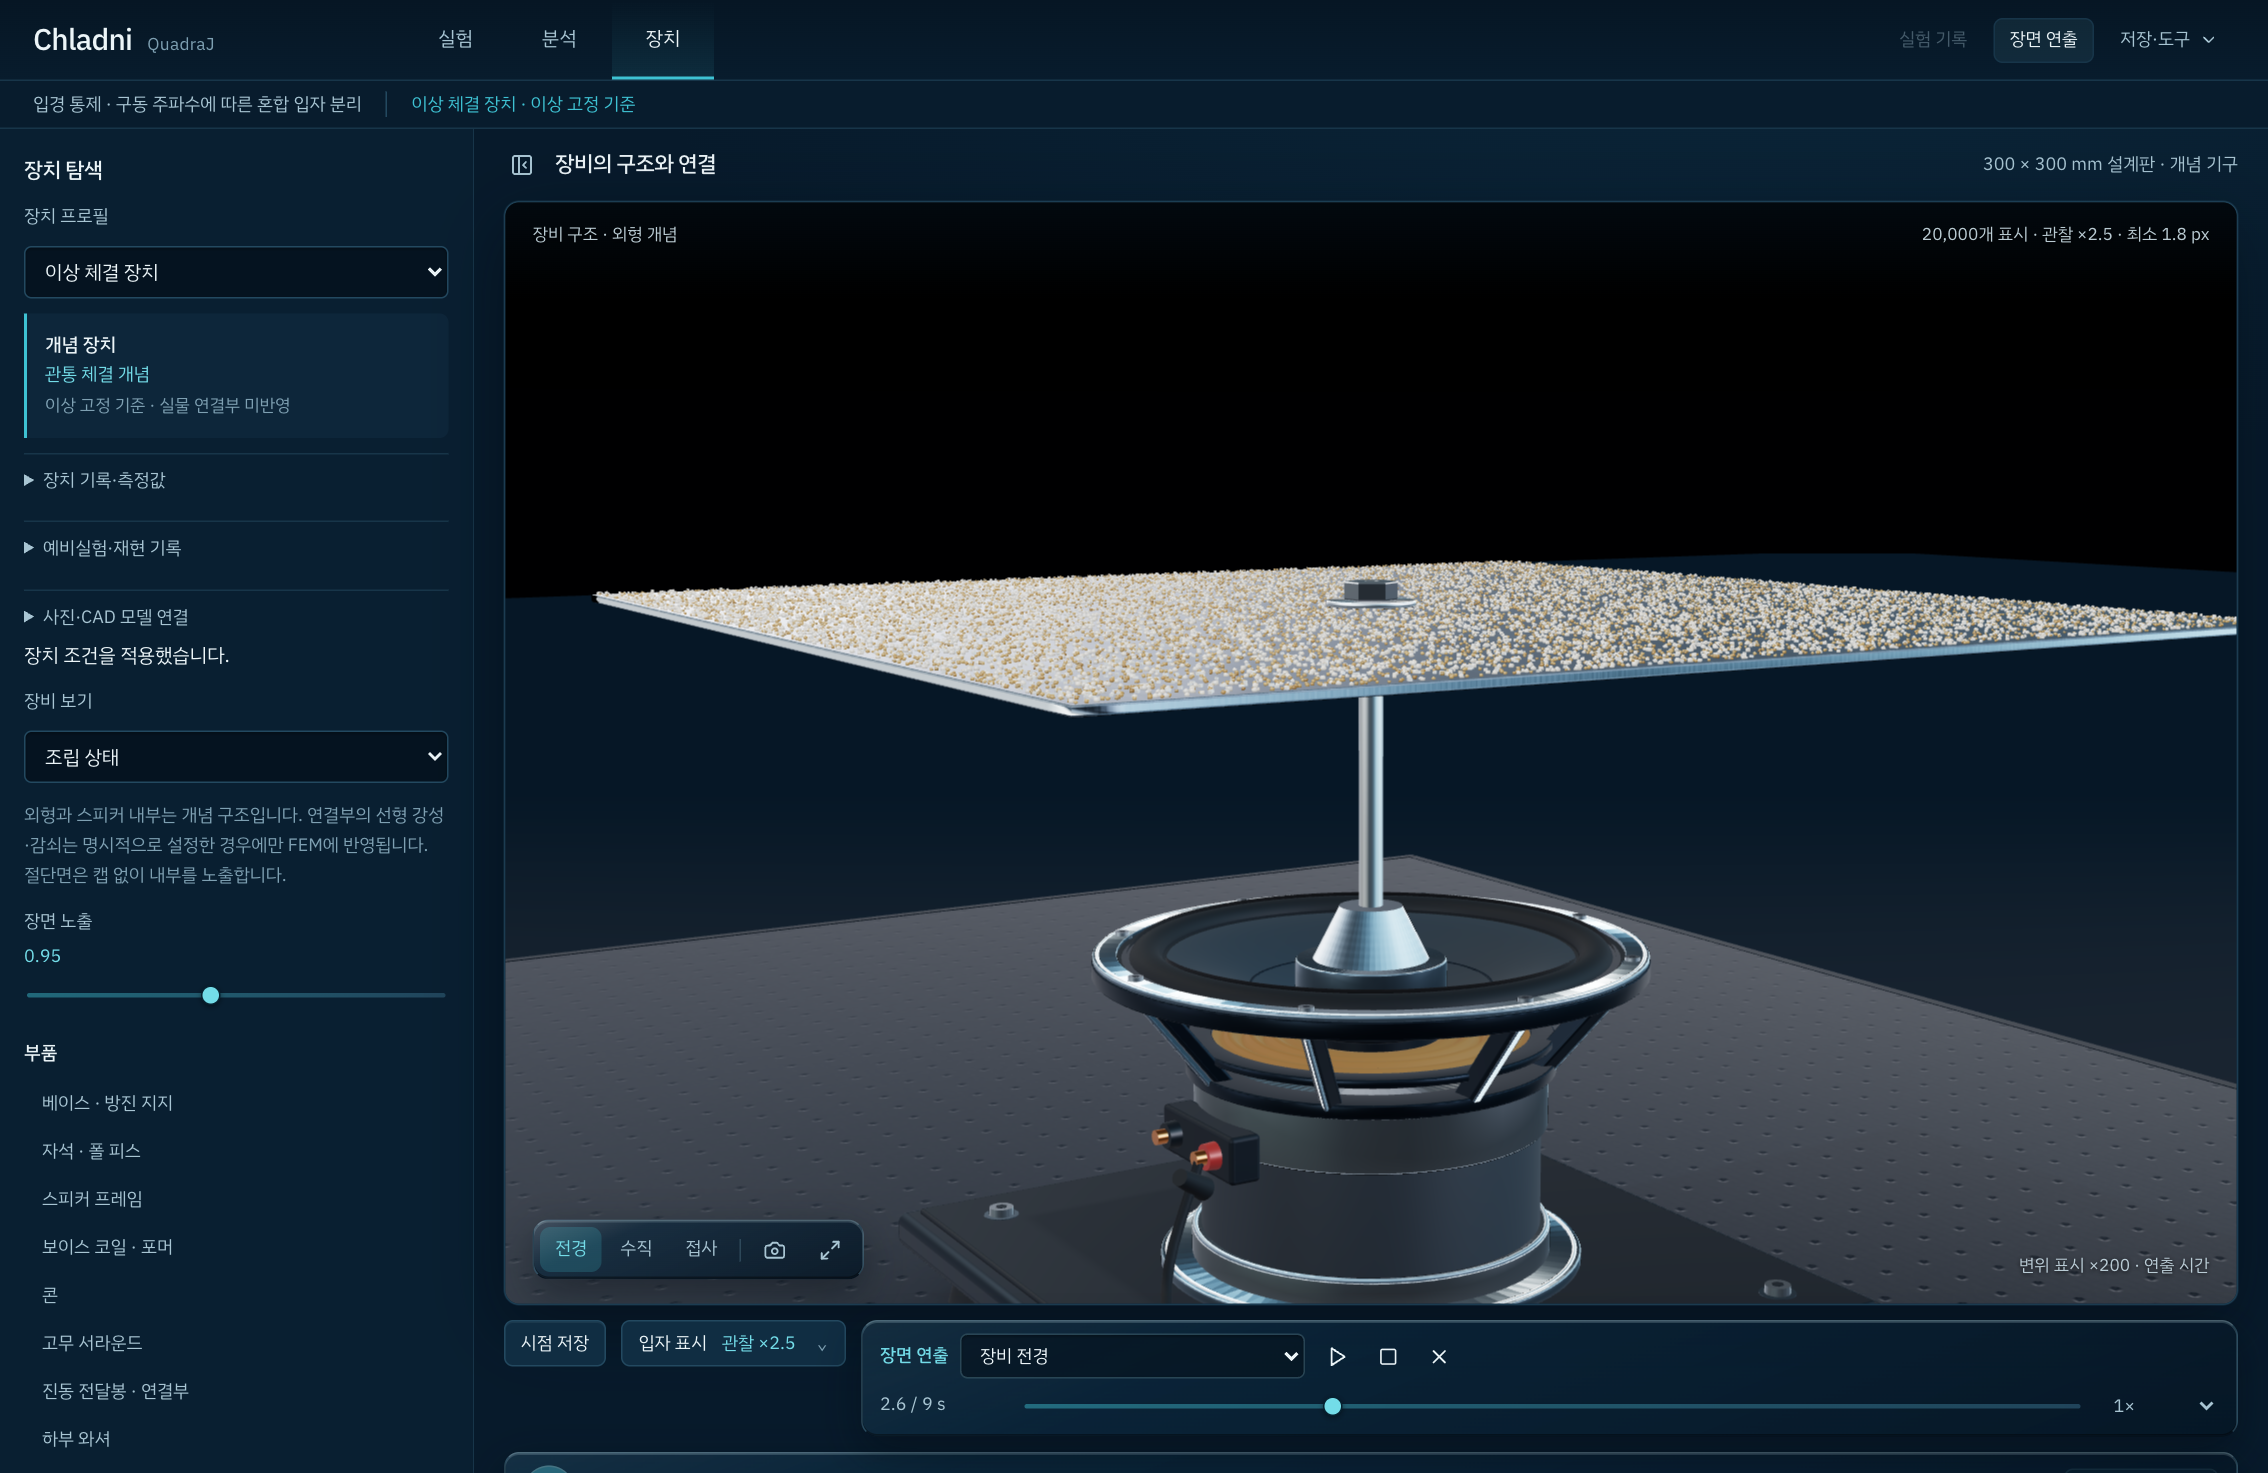 Chladni QuadraJ
실험
분석
장치
실험 기록
장면 연출
저장·도구
입경 통제 · 구동 주파수에 따른 혼합 입자 분리
이상 체결 장치 · 이상 고정 기준
장치 탐색
장치 프로필
이상 체결 장치
개념 장치
관통 체결 개념
이상 고정 기준 · 실물 연결부 미반영
장치 기록·측정값
예비실험·재현 기록
사진·CAD 모델 연결
장치 조건을 적용했습니다.
장비 보기
조립 상태
외형과 스피커 내부는 개념 구조입니다. 연결부의 선형 강성
·감쇠는 명시적으로 설정한 경우에만 FEM에 반영됩니다.
절단면은 캡 없이 내부를 노출합니다.
장면 노출
0.95
부품
베이스 · 방진 지지
자석 · 폴 피스
스피커 프레임
보이스 코일 · 포머
콘
고무 서라운드
진동 전달봉 · 연결부
하부 와셔
장비의 구조와 연결
300 × 300 mm 설계판 · 개념 기구
장비 구조 · 외형 개념
20,000개 표시 · 관찰 ×2.5 · 최소 1.8 px
전경
수직
접사
변위 표시 ×200 · 연출 시간
시점 저장
입자 표시 관찰 ×2.5
장면 연출
장비 전경
2.6 / 9 s
1×